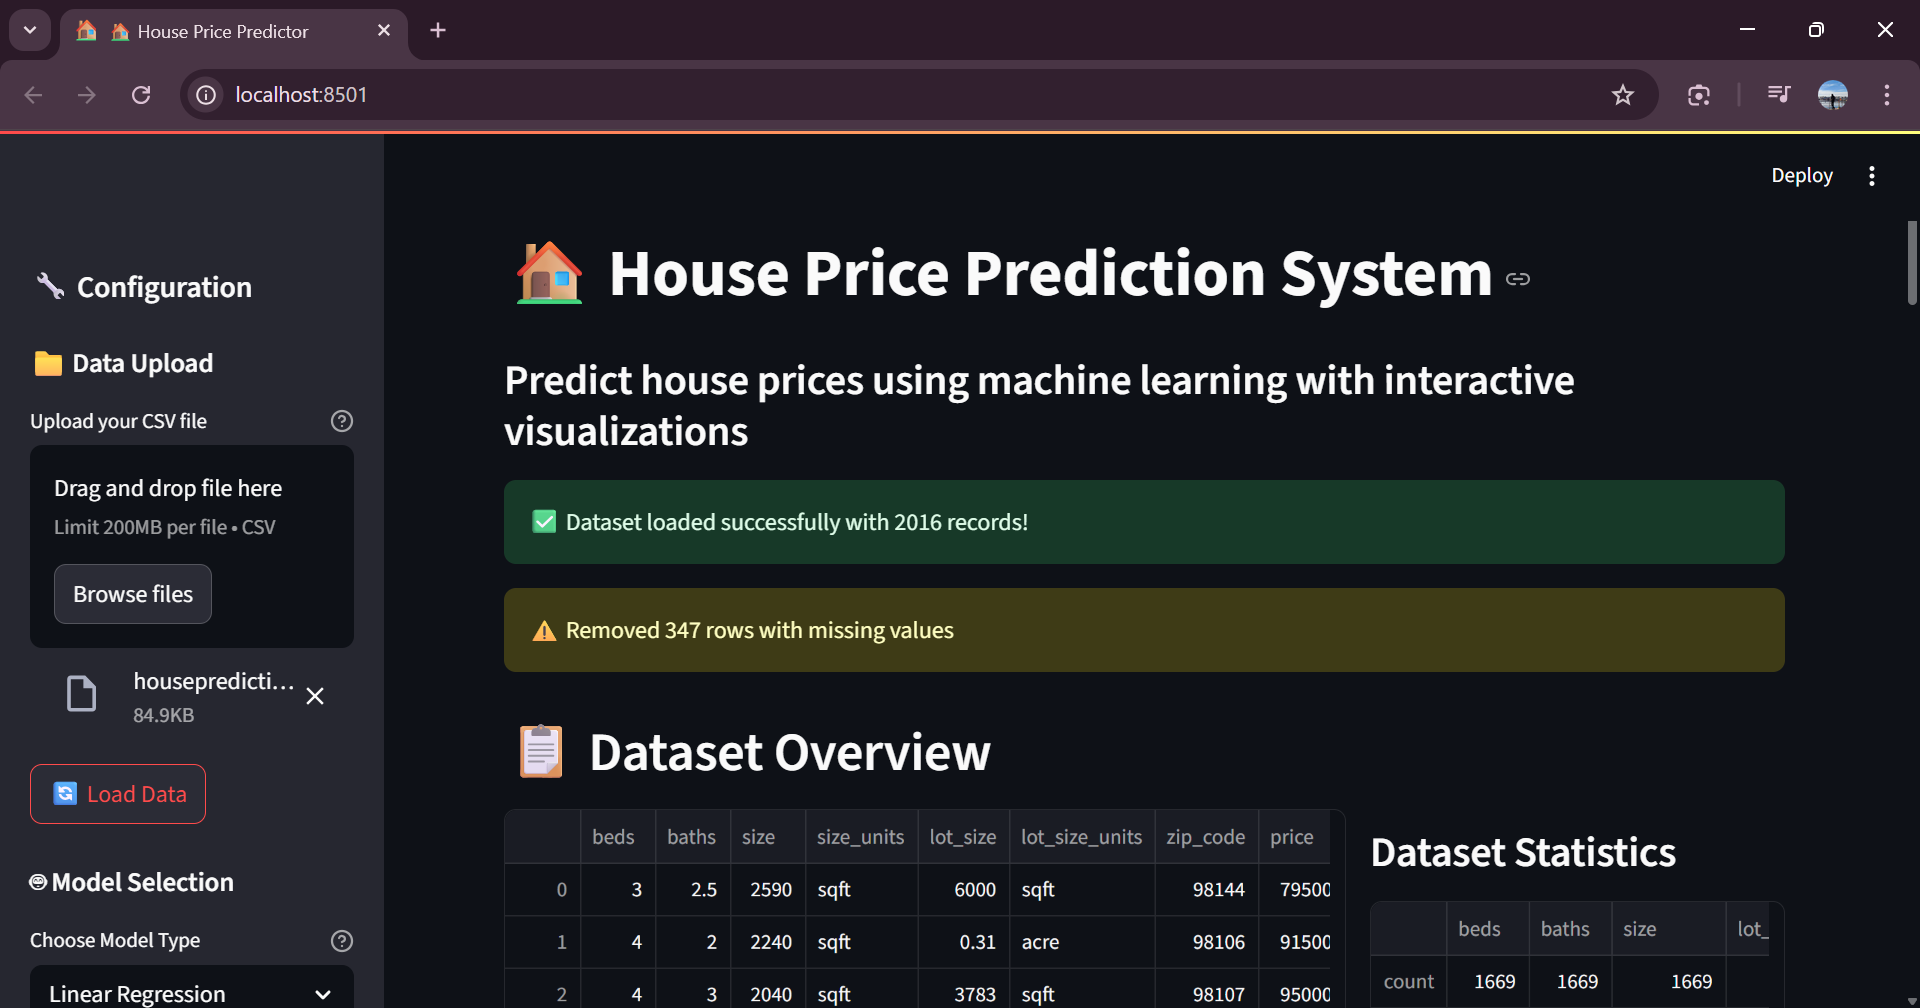 House Price Predictor
localhost:8501
Deploy
Configuration
Data Upload
Upload your CSV file
Drag and drop file here
Limit 200MB per file • CSV
Browse files
housepredicti...
84.9KB
Load Data
Model Selection
Choose Model Type
Linear Regression
House Price Prediction System
Predict house prices using machine learning with interactive
visualizations
Dataset loaded successfully with 2016 records!
Removed 347 rows with missing values
Dataset Overview
beds baths size size_units lot_size lot_size_units zip_code price
0 3 2.5 2590 sqft 6000 sqft 98144 79500
1 4 2 2240 sqft 0.31 acre 98106 91500
2 4 3 2040 sqft 3783 sqft 98107 95000
Dataset Statistics
beds baths size lot_
count 1669 1669 1669